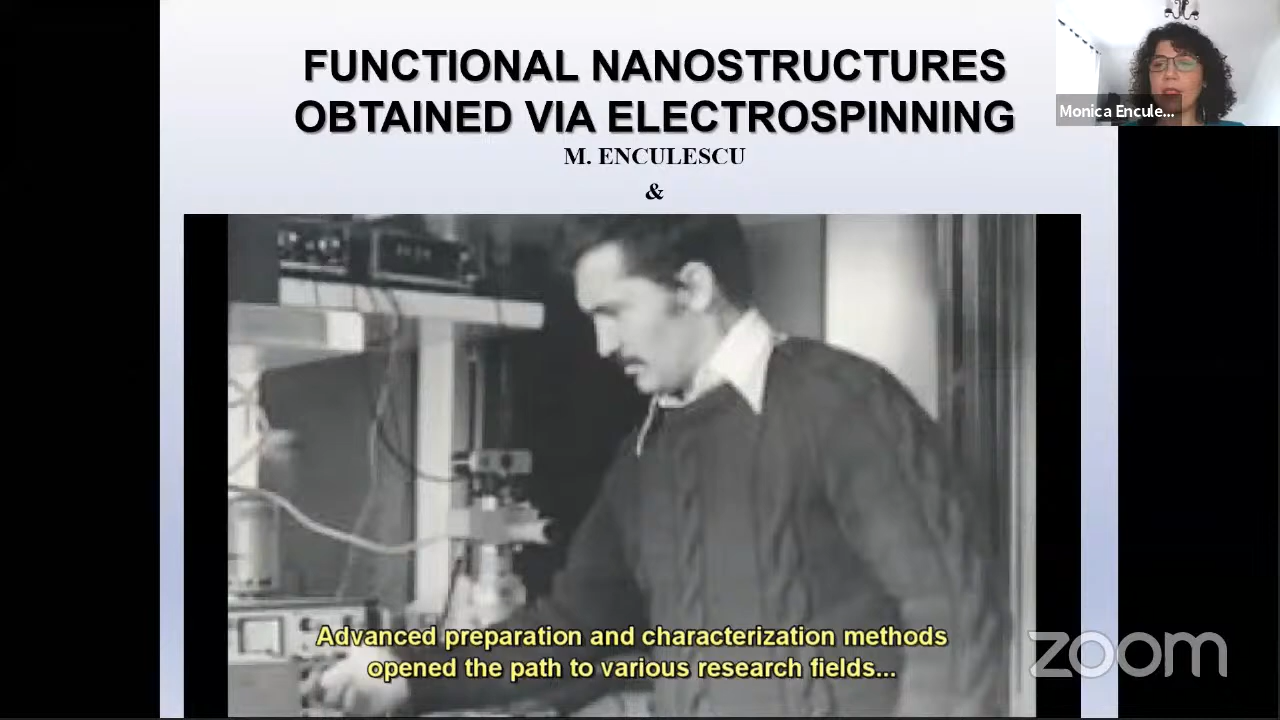 FUNCTIONAL NANOSTRUCTURES
OBTAINED VIA ELECTROSPINNING
M. ENCULESCU
&
Monica Encule...
Advanced preparation and characterization methods
opened the path to various research fields...
zoom